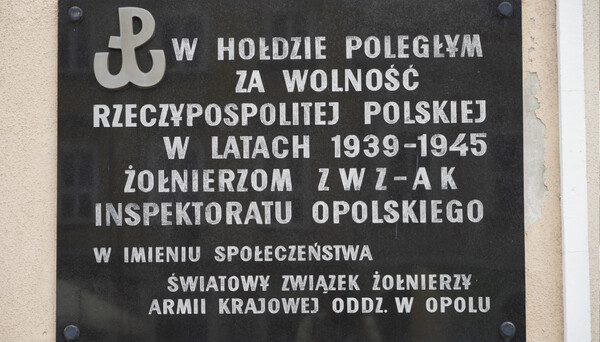 W HOŁDZIE POLEGŁYM
ZA WOLNOŚĆ
RZECZYPOSPOLITEJ POLSKIEJ
W LATACH 1939-1945
ŻOŁNIERZOM ZWZ-AK
INSPEKTORATU OPOLSKIEGO
W IMIENIU SPOŁECZEŃSTWA
ŚWIATOWY ZWIĄZEK ŻOŁNIERZY
ARMII KRAJOWEJ ODDZ. W OPOLU